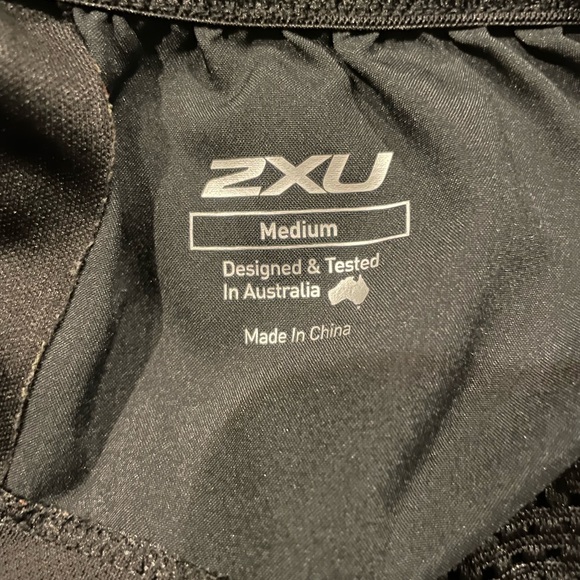 2XU
Medium
Designed & Tested
In Australia
Made In China